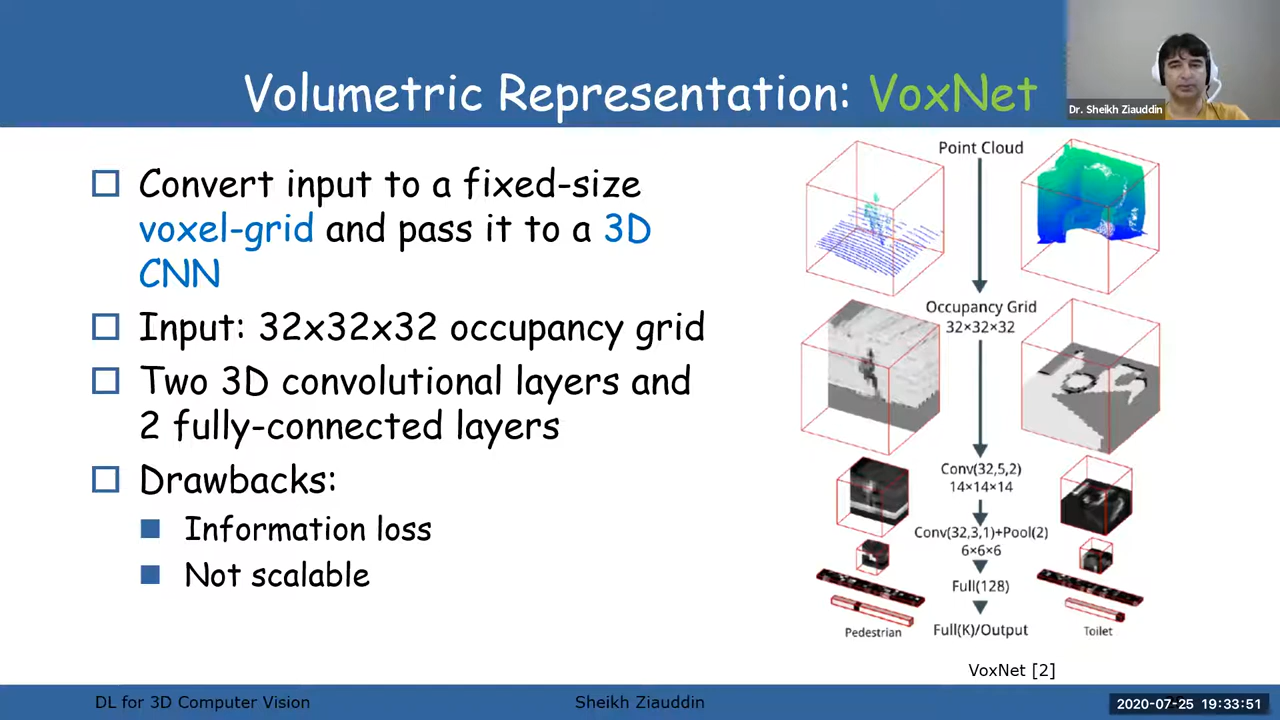 Volumetric Representation: VoxNet
Dr. Sheikh Ziauddin
Convert input to a fixed-size
voxel-grid and pass it to a 3D
CNN
Input: 32x32x32 occupancy grid
Two 3D convolutional layers and
2 fully-connected layers
Drawbacks:
Information loss
Not scalable
Point Cloud
Occupancy Grid
32×32×32
Conv(32,5,2)
14×14×14
Conv(32,3,1)+Pool(2)
6×6×6
Full(128)
Full(K)/Output
Pedestrian
Toilet
VoxNet [2]
DL for 3D Computer Vision
Sheikh Ziauddin
2020-07-25 19:33:51